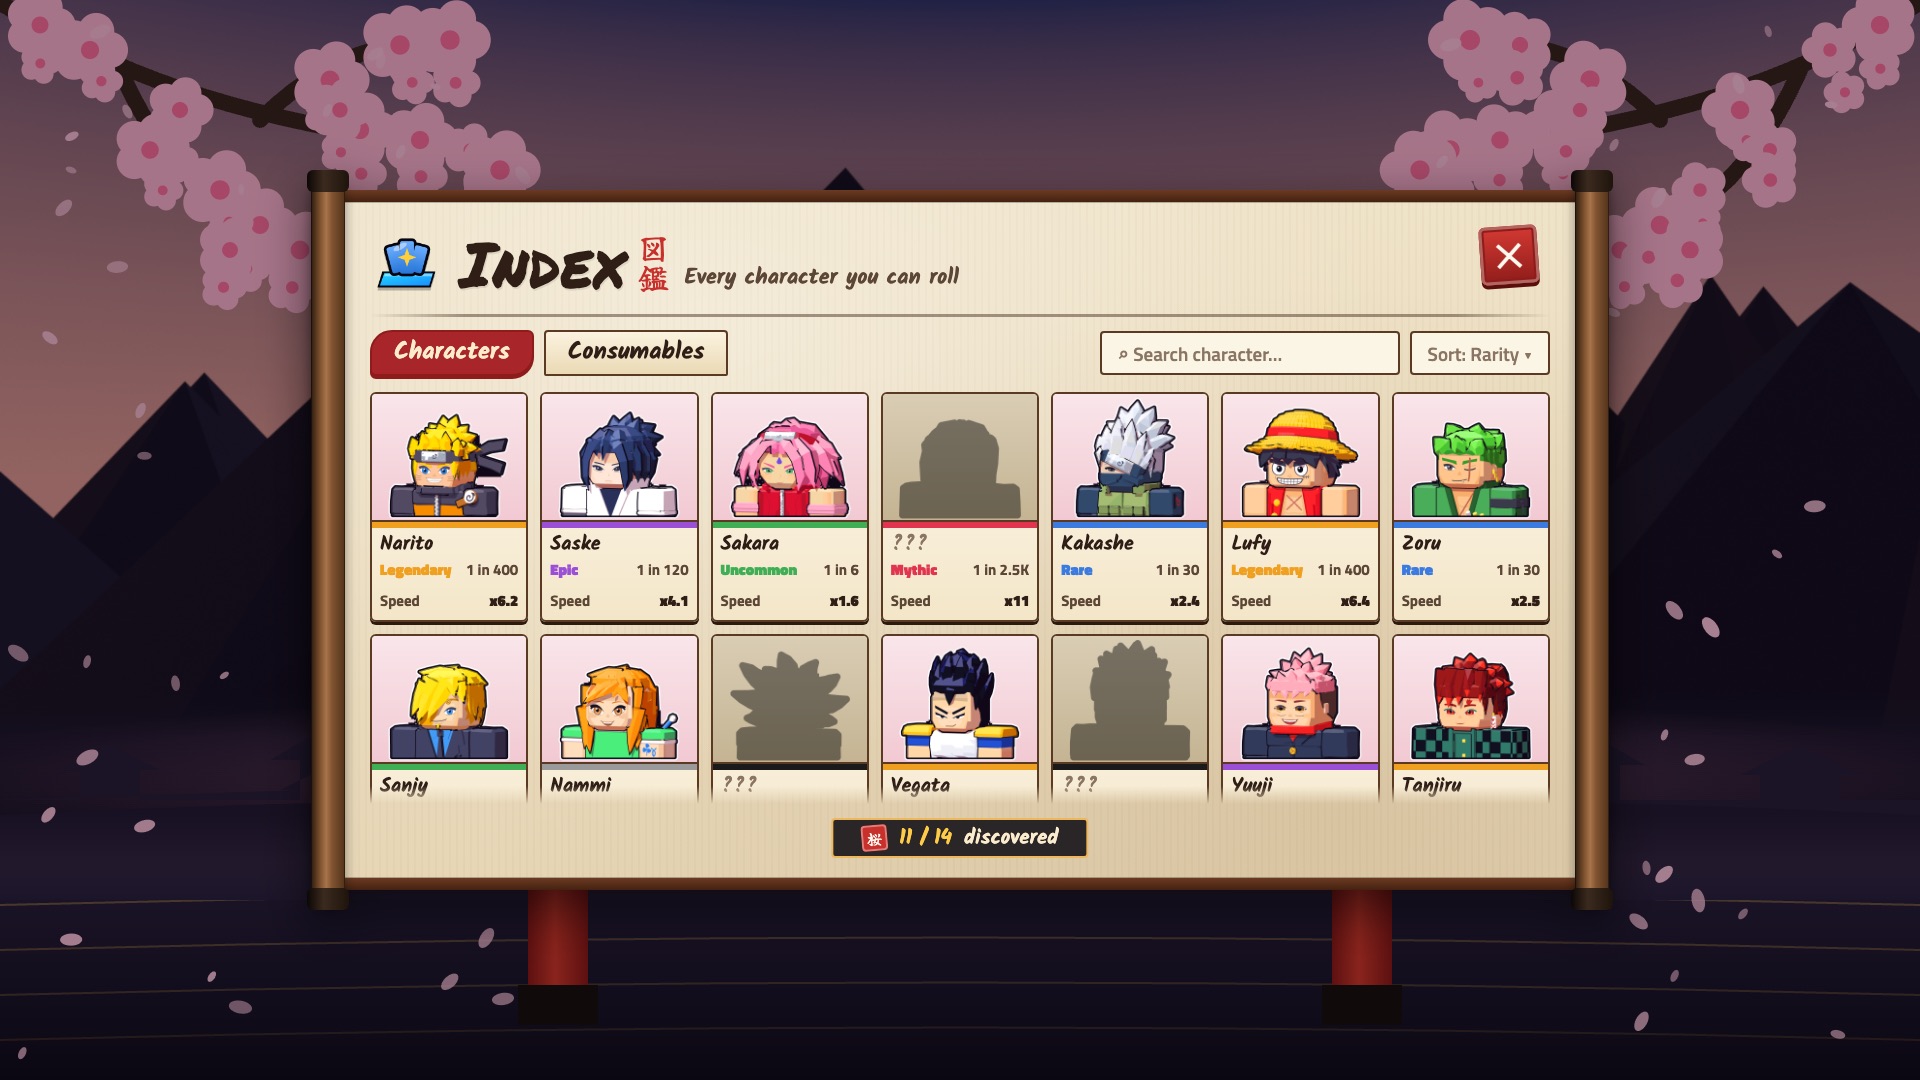 Index 図鑑 Every character you can roll
Characters
Consumables
Search character...
Sort: Rarity ▾
Narito
Legendary 1 in 400
Speed x6.2
Saske
Epic 1 in 120
Speed x4.1
Sakara
Uncommon 1 in 6
Speed x1.6
???
Mythic 1 in 2.5K
Speed x11
Kakashe
Rare 1 in 30
Speed x2.4
Lufy
Legendary 1 in 400
Speed x6.4
Zoru
Rare 1 in 30
Speed x2.5
Sanjy
Nammi
???
Vegata
???
Yuuji
Tanjiru
桜 11 / 14 discovered